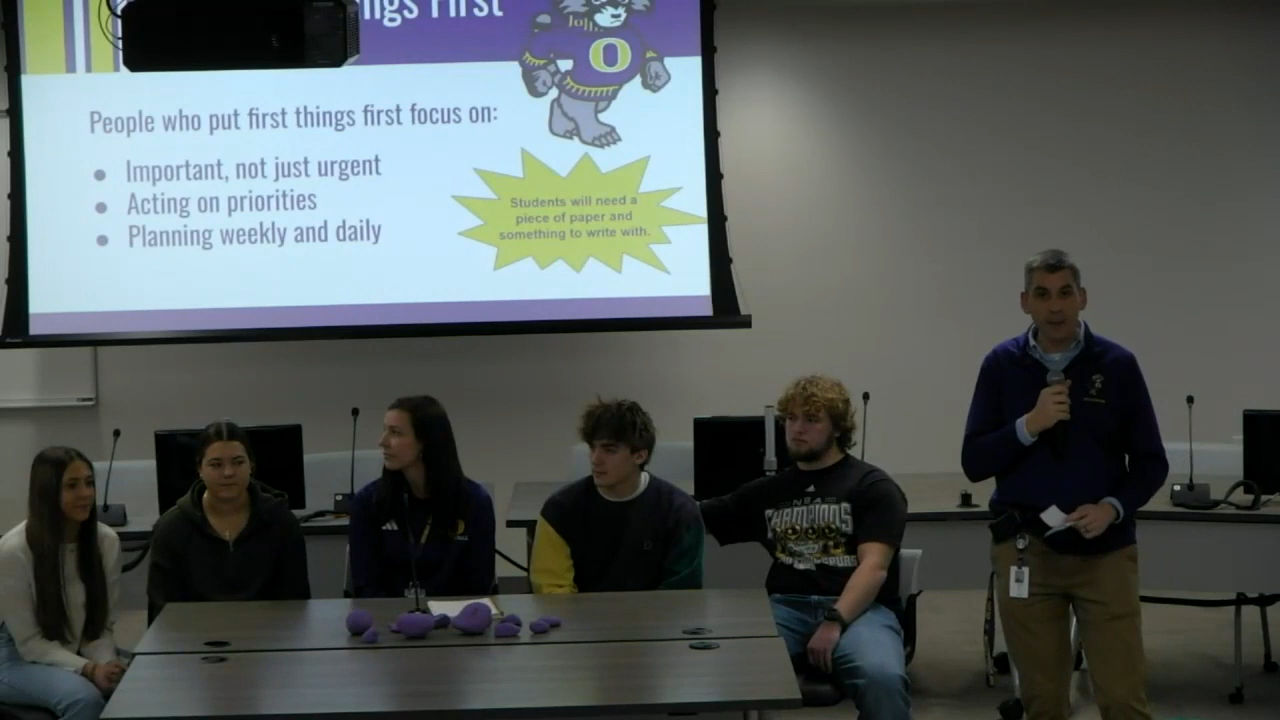 ngs First
O
People who put first things first focus on:
Important, not just urgent
Acting on priorities
Planning weekly and daily
Students will need a
piece of paper and
something to write with.
NBA
CHAMPIONS